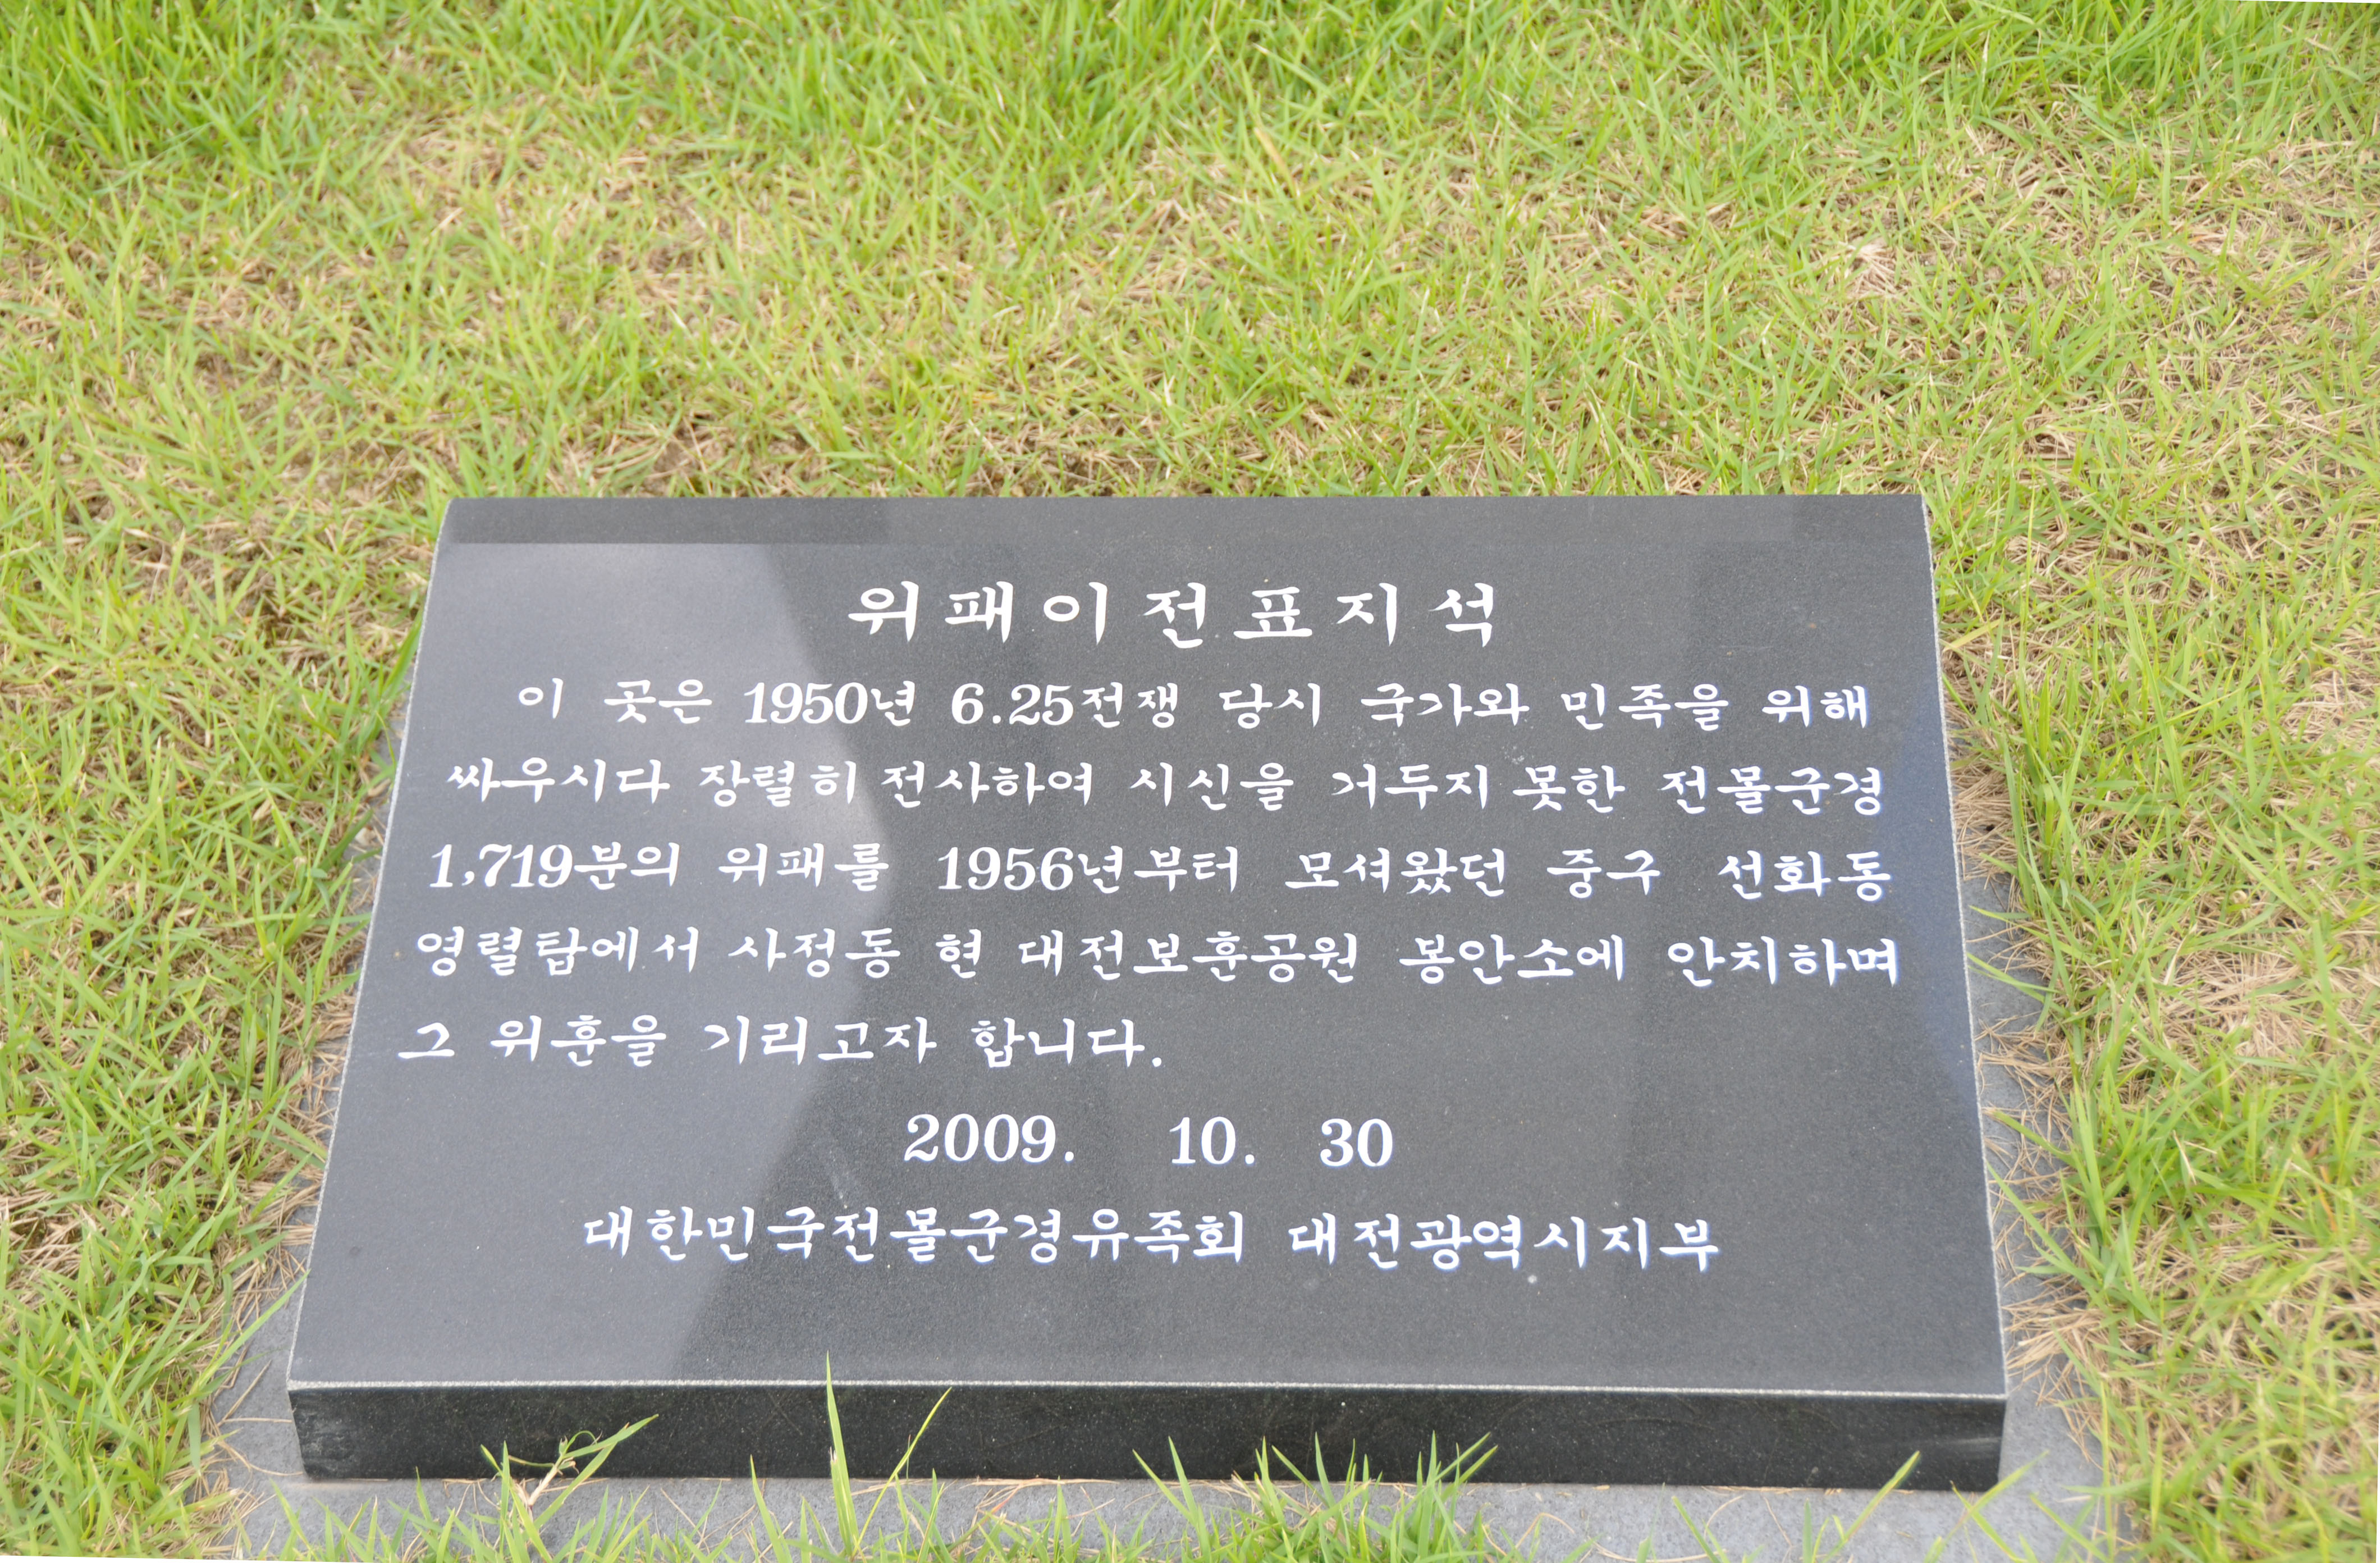 위패이전표지석
이 곳은 1950년 6.25전쟁 당시 국가와 민족을 위해
싸우시다 장렬히 전사하여 시신을 거두지 못한 전몰군경
1,719분의 위패를 1956년부터 모셔왔던 중구 선화동
영렬탑에서 사정동 현 대전보훈공원 봉안소에 안치하며
그 위훈을 기리고자 합니다.
2009. 10. 30
대한민국전몰군경유족회 대전광역시지부